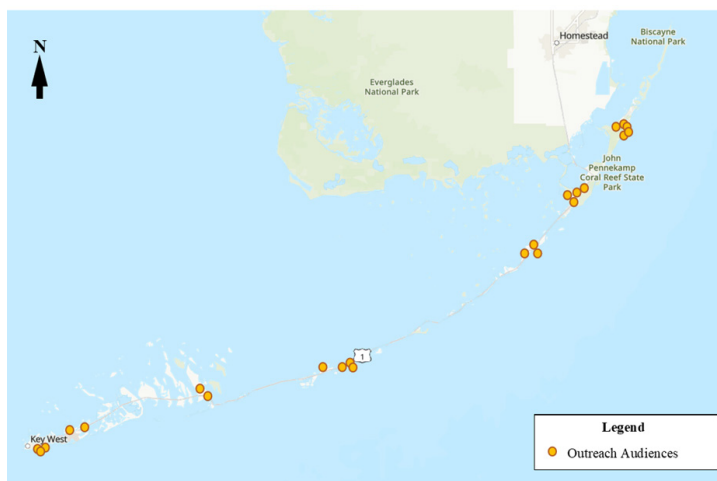 N
Homestead
Biscayne
National Park
Everglades
National Park
John
Pennekamp
Coral Reef State
Park
1
Key West
Legend
Outreach Audiences